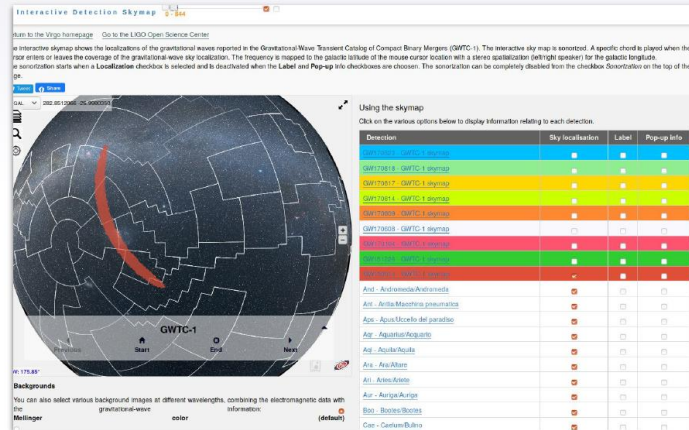 Interactive Detection Skymap
0 - 894
turn to the Virgo homepage Go to the LIGO Open Science Center
interactive skymap shows the localizations of the gravitational waves reported in the Gravitational-Wave Transient Catalog of Compact Binary Mergers (GWTC-1). The interactive sky map is sonorized. A specific chord is played when the
rsor enters or leaves the coverage of the gravitational-wave sky localization. The frequency is mapped to the galactic latitude of the mouse cursor location with a stereo spatialization (left/right speaker) for the galactic longitude.
e sonorization starts when a Localization checkbox is selected and is deactivated when the Label and Pop-up info checkboxes are chosen. The sonorization can be completely disabled from the checkbox Sonorization on the top of the
ge.
Share
GAL
Using the skymap
Click on the various options below to display information relating to each detection.
Detection Sky localisation Label Pop-up info
GW170818 - GWTC-1 skymap
GW170817 - GWTC-1 skymap
GW170814 - GWTC-1 skymap
GW170809 - GWTC-1 skymap
GW170608 - GWTC-1 skymap
And - Andromeda/Andromeda
Ant - Antlia/Macchina pneumatica
Aps - Apus/Uccello del paradiso
Aqr - Aquarius/Acquario
Aql - Aquila/Aquila
Ara - Ara/Altare
Ari - Aries/Ariete
Aur - Auriga/Auriga
Boo - Bootes/Bootes
Cae - Caelum/Bulino
GWTC-1
Previous Start End Next
175.88°
Backgrounds
You can also select various background images at different wavelengths, combining the electromagnetic data with
the gravitational-wave information:
Mellinger color (default)